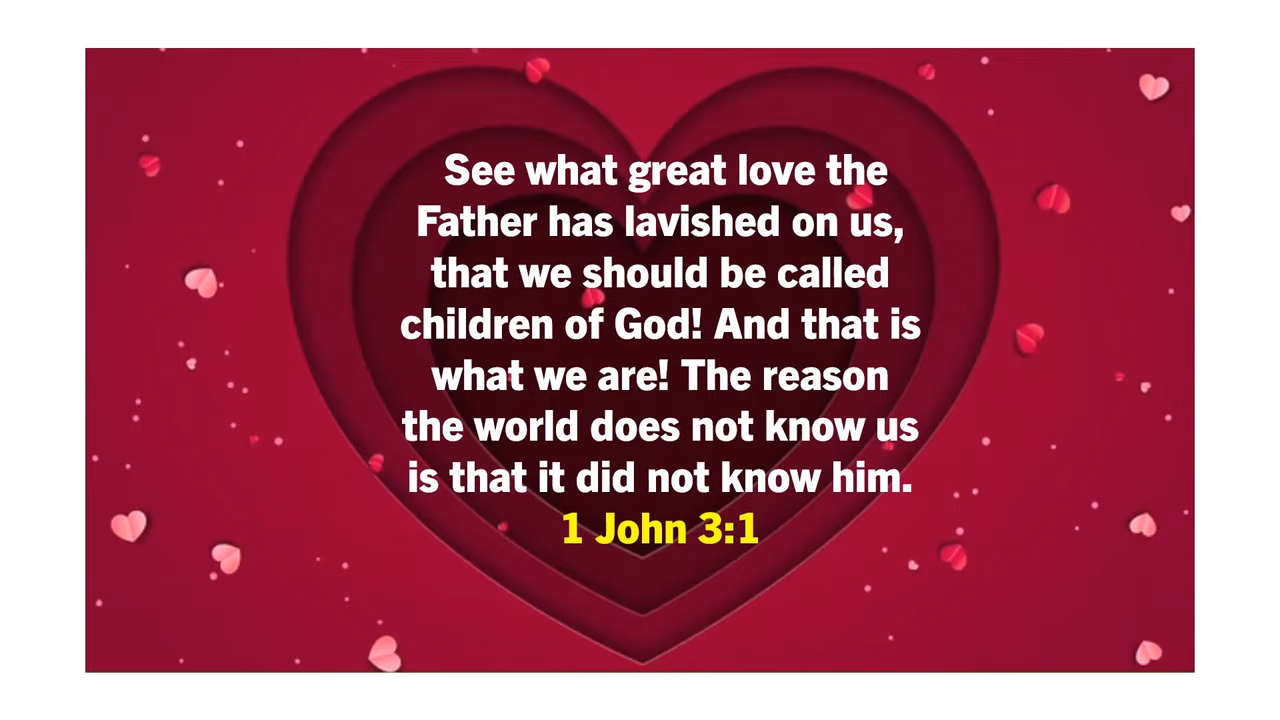 See what great love the
Father has lavished on us,
that we should be called
children of God! And that is
what we are! The reason
the world does not know us
is that it did not know him.
1 John 3:1